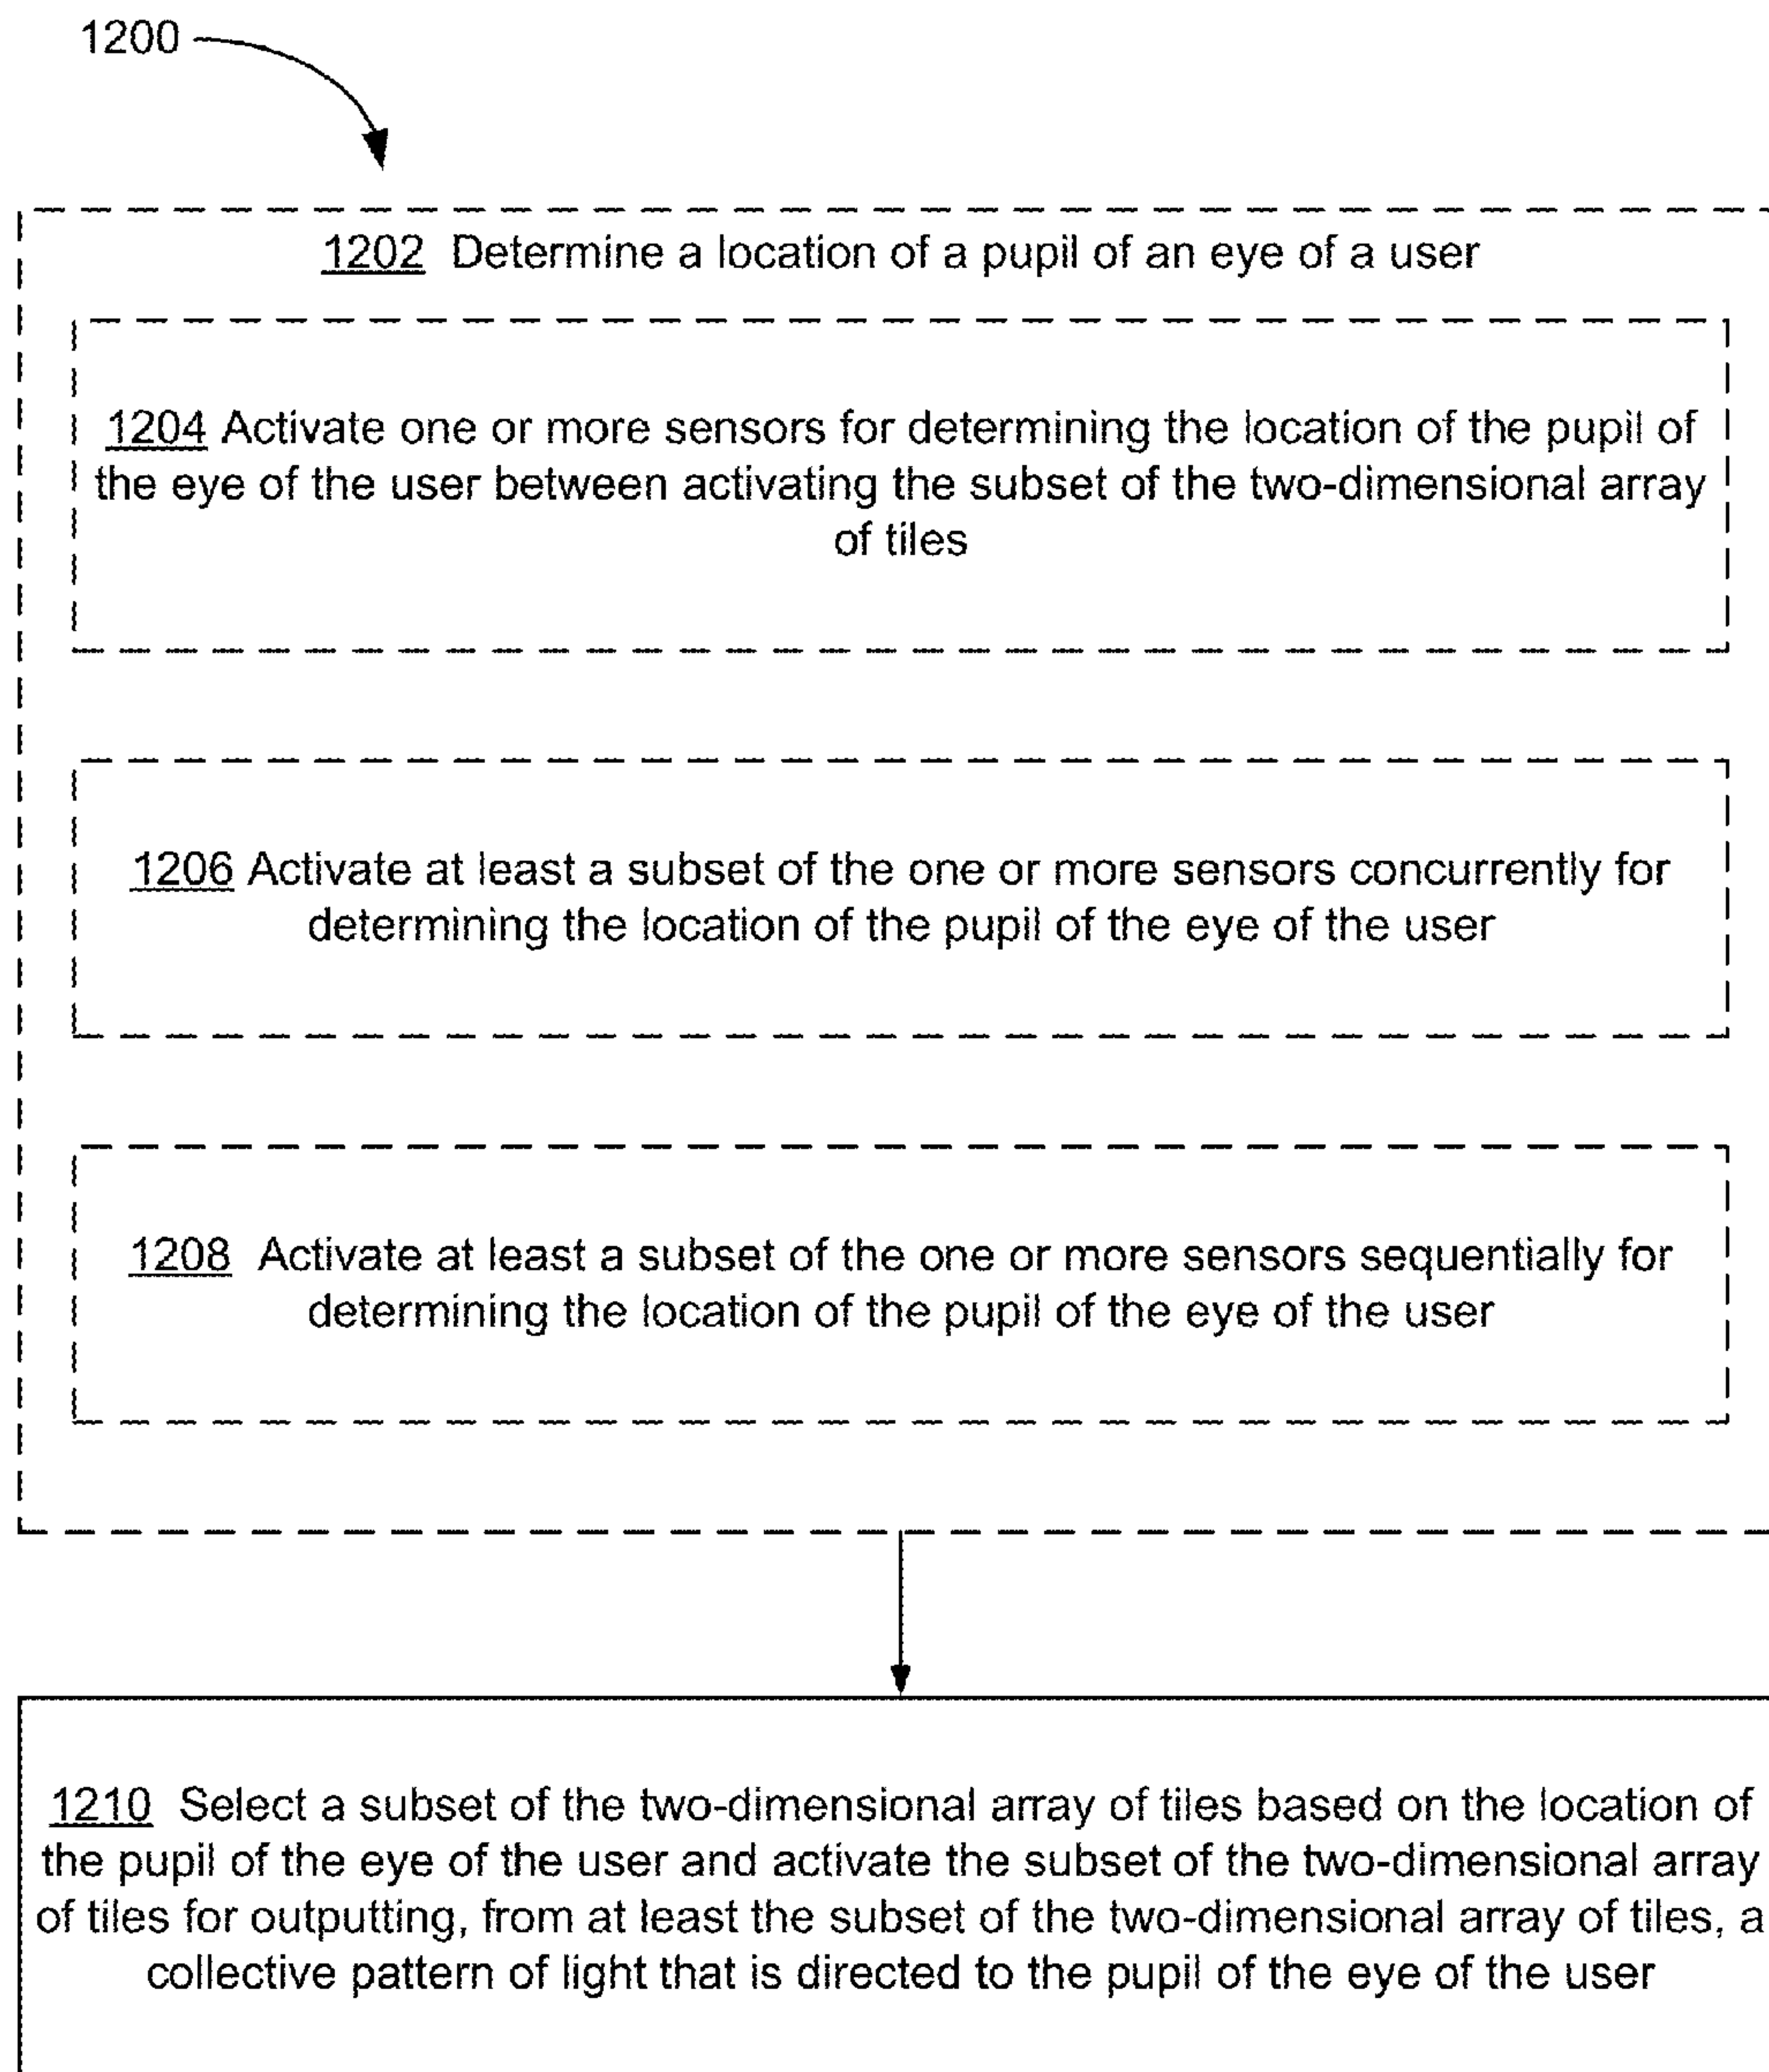 1200
1202 Determine a location of a pupil of an eye of a user
1204 Activate one or more sensors for determining the location of the pupil of
the eye of the user between activating the subset of the two-dimensional array
of tiles
1206 Activate at least a subset of the one or more sensors concurrently for
determining the location of the pupil of the eye of the user
1208 Activate at least a subset of the one or more sensors sequentially for
determining the location of the pupil of the eye of the user
1210 Select a subset of the two-dimensional array of tiles based on the location of
the pupil of the eye of the user and activate the subset of the two-dimensional array
of tiles for outputting, from at least the subset of the two-dimensional array of tiles, a
collective pattern of light that is directed to the pupil of the eye of the user